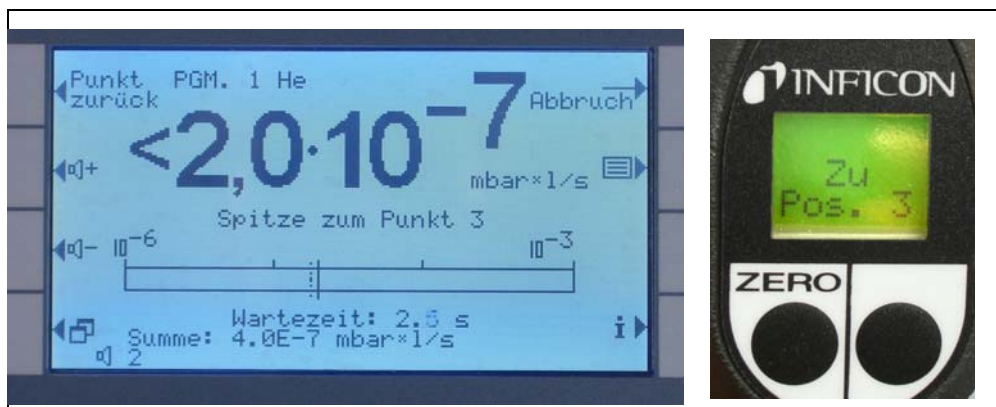 Punkt PGM. 1 He
zurück
Abbruch
<2,0·10⁻⁷
mbar×l/s
+
Spitze zum Punkt 3
-
10⁻⁶ 10⁻³
Wartezeit: 2. s
Summe: 4.0E-7 mbar×l/s
i
2
INFICON
Zu
Pos. 3
ZERO